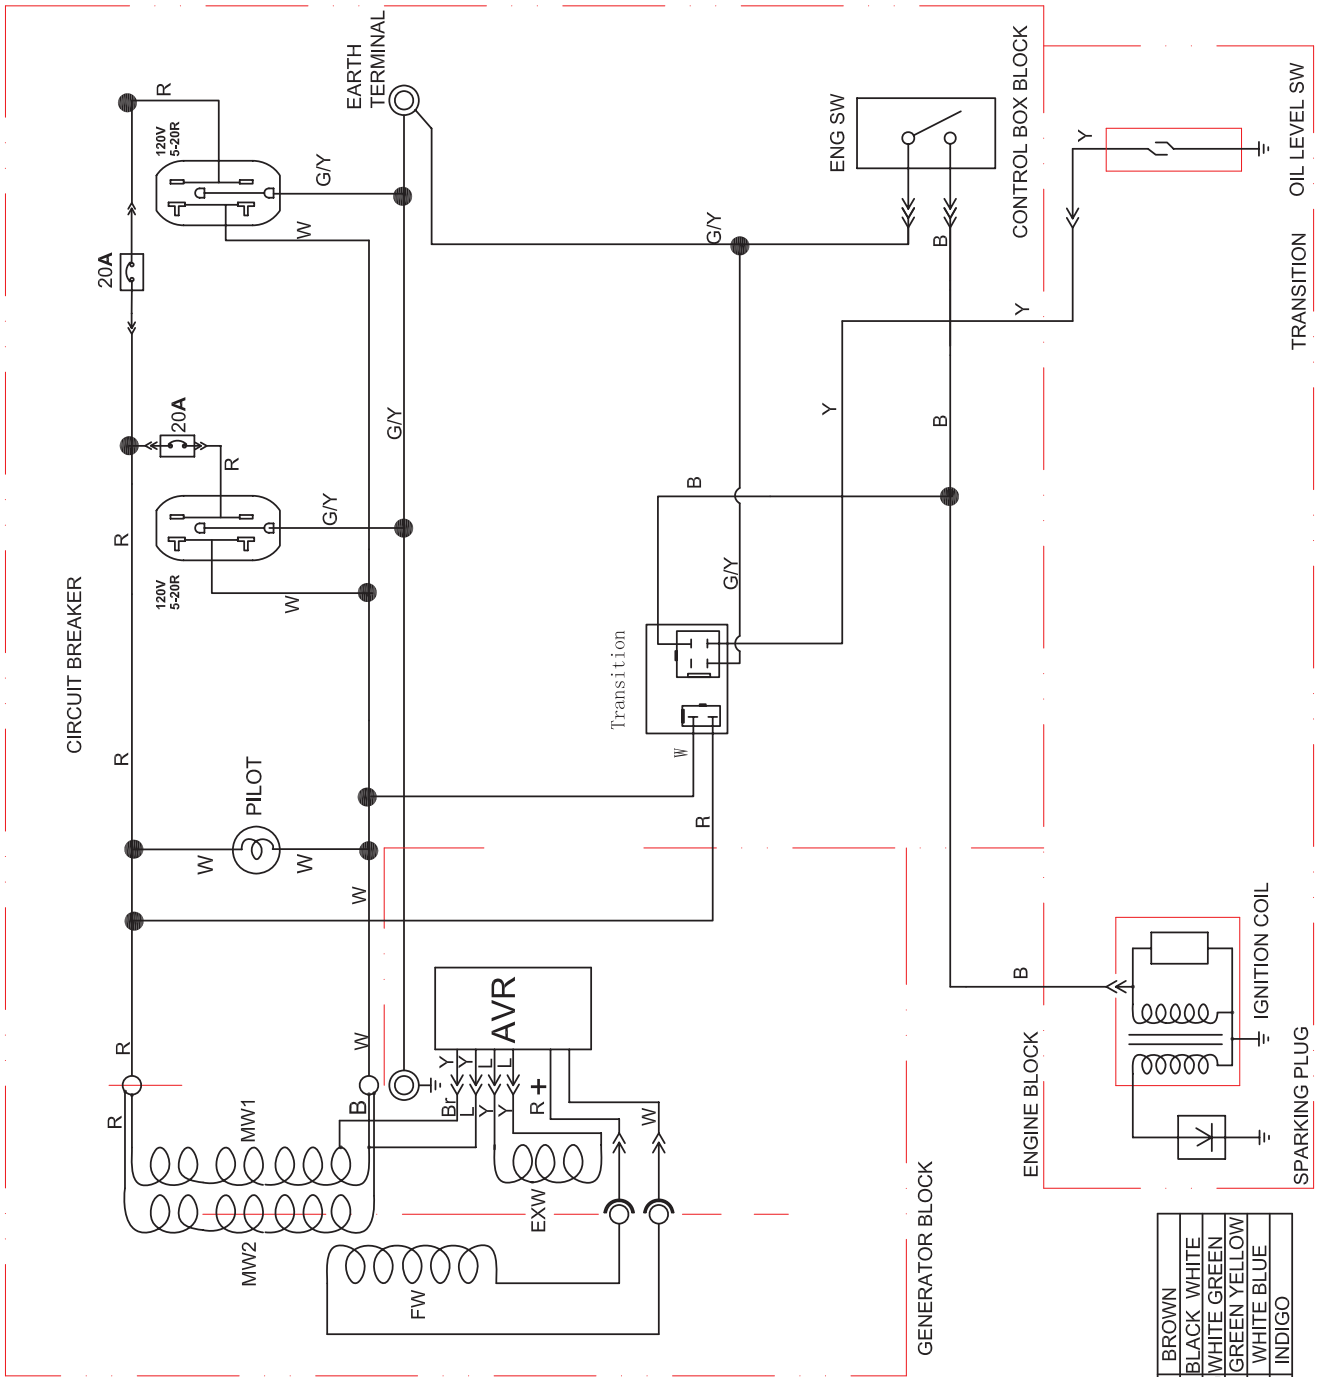 R
120V
5-20R
20A
G/Y
W
EARTH
TERMINAL
ENG SW
CONTROL BOX BLOCK
Y
OIL LEVEL SW
TRANSITION
G/Y
B
Y
20A
R
G/Y
Y
B
R
120V
5-20R
G/Y
W
B
G/Y
CIRCUIT BREAKER
Transition
R
PILOT
W
R
W
W
W
AVR
B
IGNITION COIL
R
W
Y
Y
L
L
R
B
Br
L
Y
Y
R
+
W
MW1
ENGINE BLOCK
SPARKING PLUG
EXW
MW2
FW
GENERATOR BLOCK
BROWN
BLACK WHITE
WHITE GREEN
GREEN YELLOW
WHITE BLUE
INDIGO